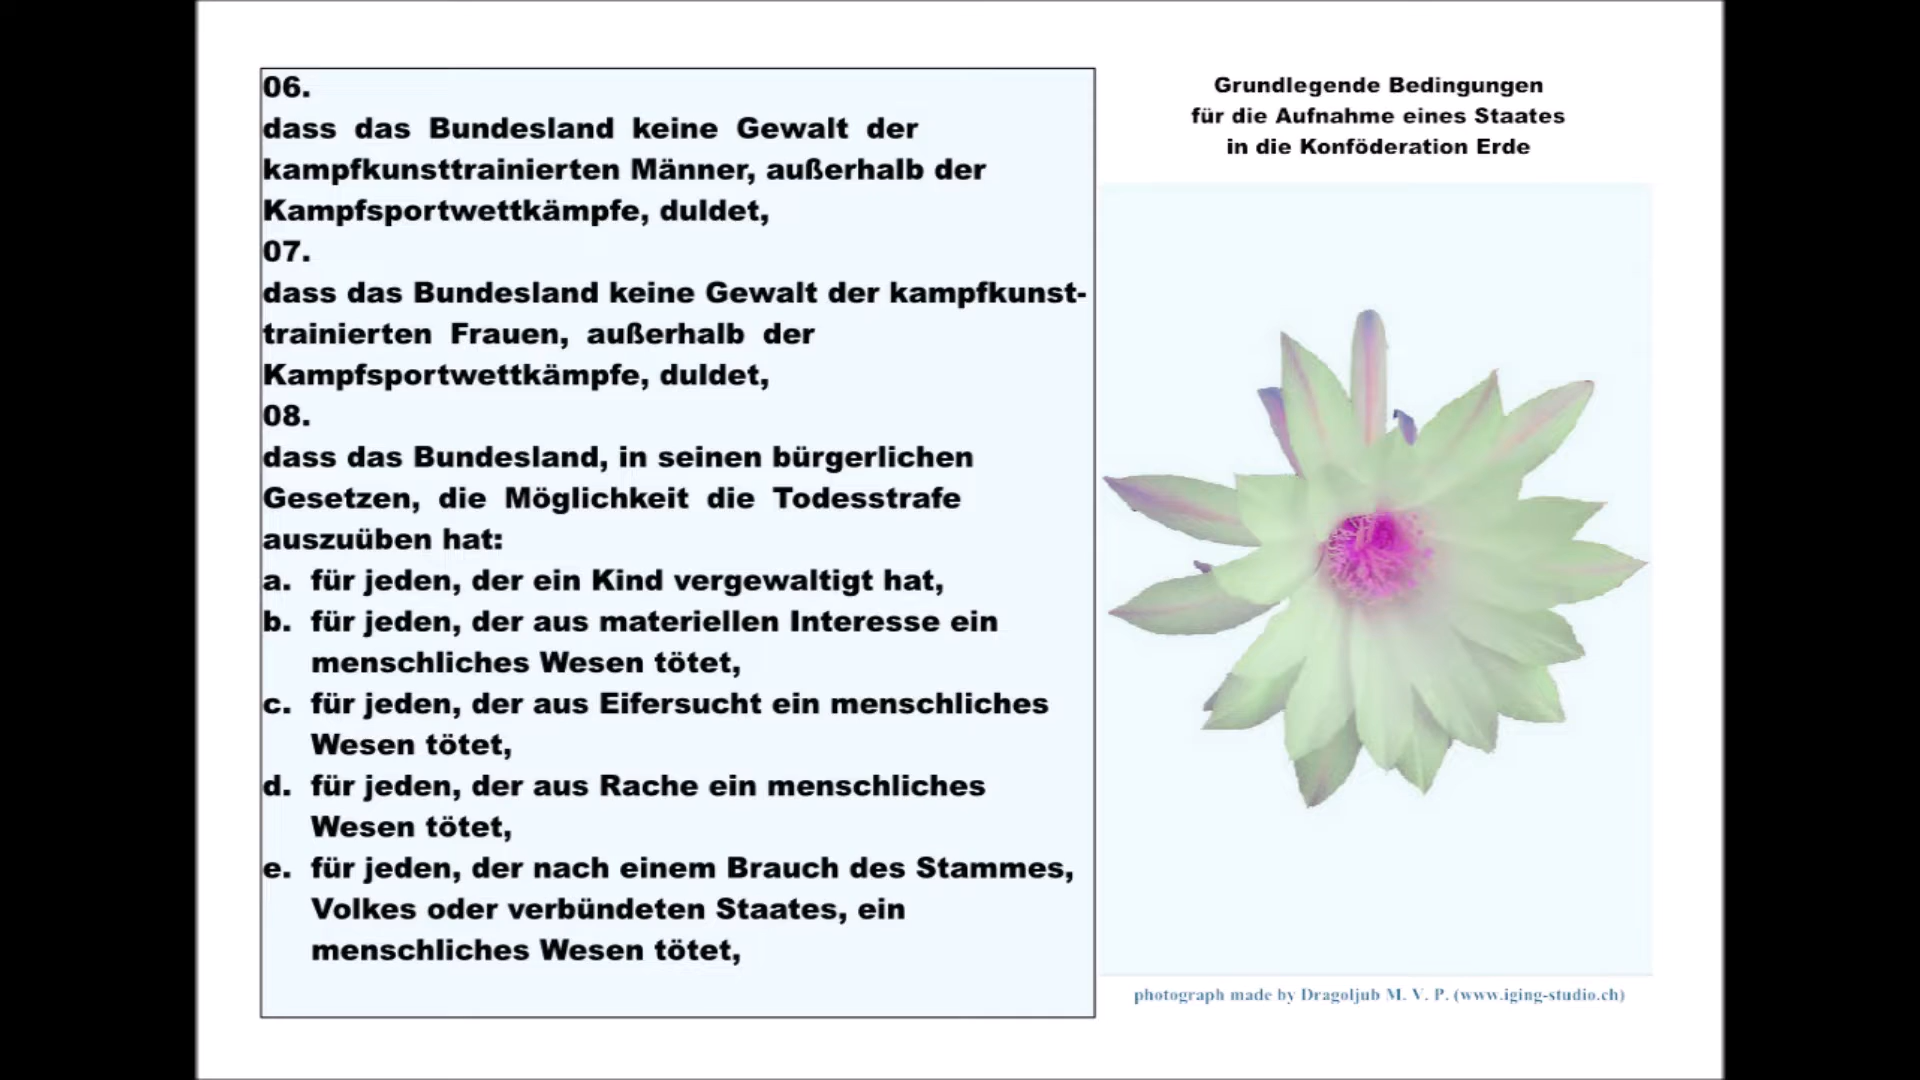 06.
dass das Bundesland keine Gewalt der
kampfkunsttrainierten Männer, außerhalb der
Kampfsportwettkämpfe, duldet,
07.
dass das Bundesland keine Gewalt der kampfkunst-
trainierten Frauen, außerhalb der
Kampfsportwettkämpfe, duldet,
08.
dass das Bundesland, in seinen bürgerlichen
Gesetzen, die Möglichkeit die Todesstrafe
auszuüben hat:
a. für jeden, der ein Kind vergewaltigt hat,
b. für jeden, der aus materiellen Interesse ein
menschliches Wesen tötet,
c. für jeden, der aus Eifersucht ein menschliches
Wesen tötet,
d. für jeden, der aus Rache ein menschliches
Wesen tötet,
e. für jeden, der nach einem Brauch des Stammes,
Volkes oder verbündeten Staates, ein
menschliches Wesen tötet,
Grundlegende Bedingungen
für die Aufnahme eines Staates
in die Konföderation Erde
photograph made by Dragoljub M. V. P. (www.iging-studio.ch)